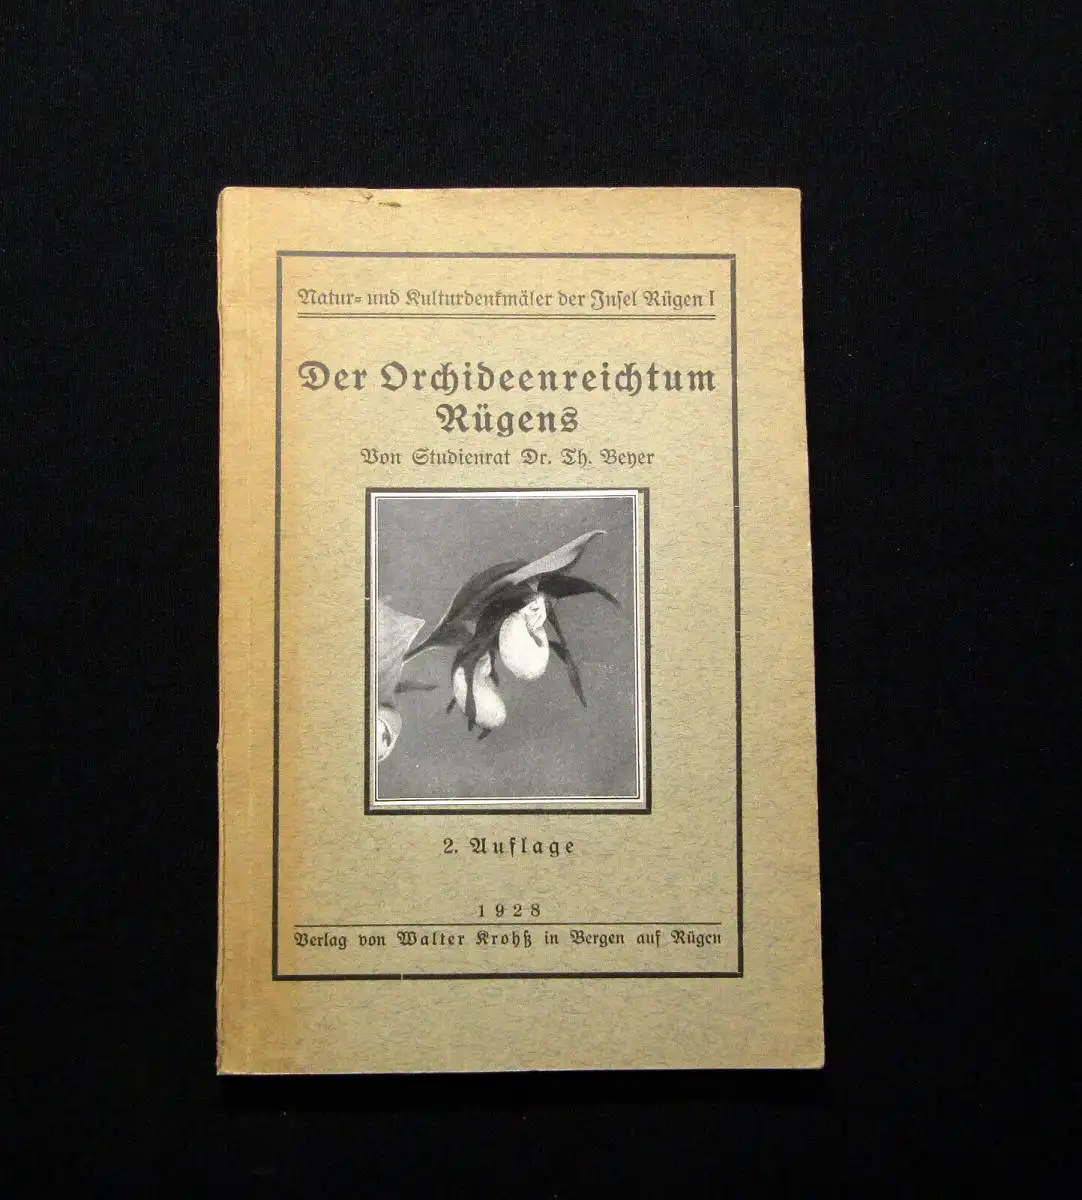 Natur- und Kulturdenkmäler der Insel Rügen I
Der Orchideenreichtum
Rügens
Von Studienrat Dr. Th. Beyer
2. Auflage
1928
Verlag von Walter Krohß in Bergen auf Rügen